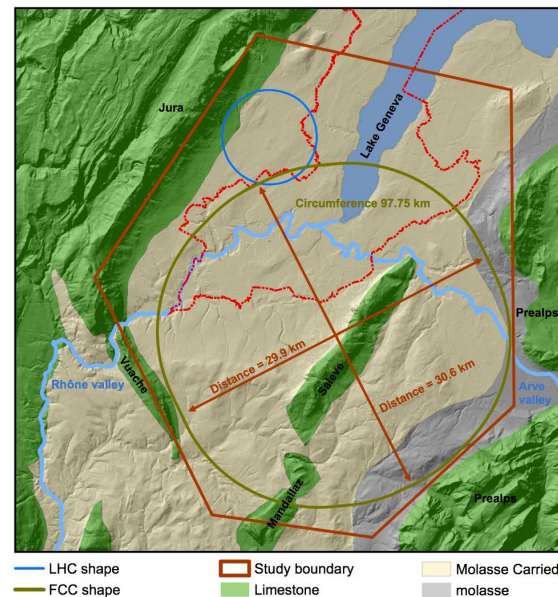 Jura
Lake Geneva
Circumference 97.75 km
Prealps
Distance = 29.9 km
Vuache
Rhône valley
Salève
Distance = 30.6 km
Arve
valley
Mandallaz
Prealps
LHC shape
Study boundary
Molasse Carried
FCC shape
Limestone
molasse